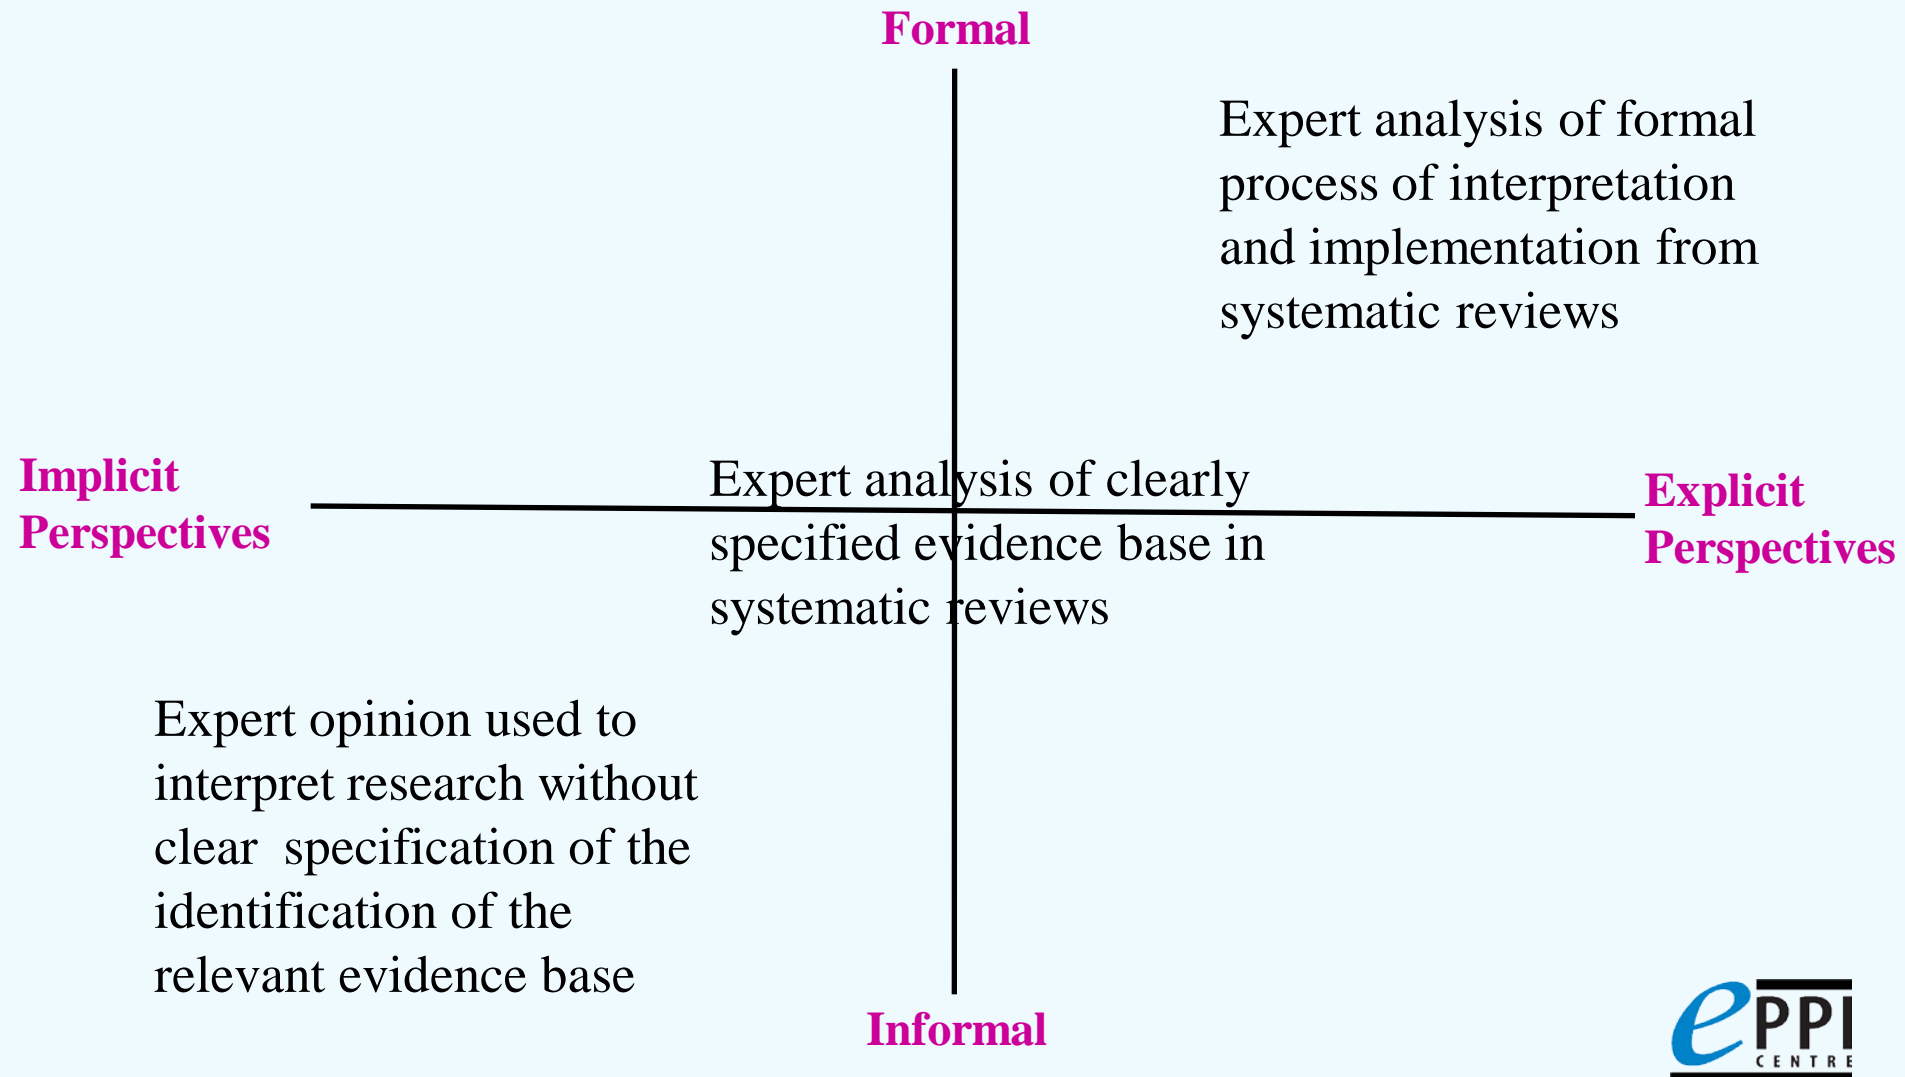 Formal
Expert analysis of formal
process of interpretation
and implementation from
systematic reviews
Implicit
Perspectives
Expert analysis of clearly
specified evidence base in
systematic reviews
Explicit
Perspectives
Expert opinion used to
interpret research without
clear  specification of the
identification of the
relevant evidence base
Informal
ePPI
CENTRE